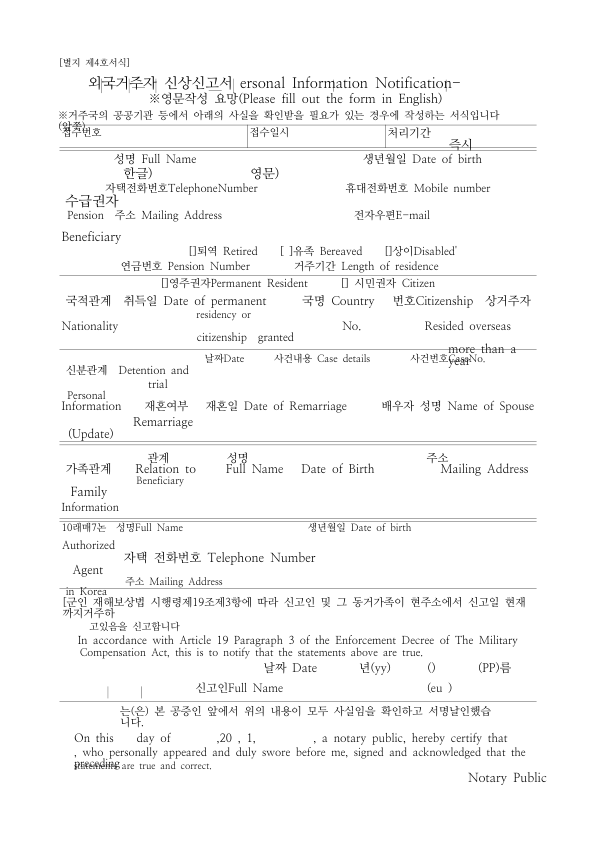 [별지 제4호서식]
외국거주자 신상신고서 ersonal Information Notification-
※영문작성 요망(Please fill out the form in English)
※거주국의 공공기관 등에서 아래의 사실을 확인받을 필요가 있는 경우에 작성하는 서식입니다
(앞쪽)
접수번호 접수일시 처리기간
즉시
성명 Full Name 생년월일 Date of birth
한글) 영문)
자택전화번호TelephoneNumber 휴대전화번호 Mobile number
수급권자
Pension 주소 Mailing Address 전자우편E-mail
Beneficiary
[]퇴역 Retired [ ]유족 Bereaved []상이Disabled'
연금번호 Pension Number 거주기간 Length of residence
[]영주권자Permanent Resident [] 시민권자 Citizen
국적관계 취득일 Date of permanent 국명 Country 번호Citizenship 상거주자
residency or
Nationality No. Resided overseas
citizenship granted
more than a
year
날짜Date 사건내용 Case details 사건번호CaseNo.
신분관계 Detention and
trial
Personal
Information 재혼여부 재혼일 Date of Remarriage 배우자 성명 Name of Spouse
Remarriage
(Update)
관계 성명 주소
가족관계 Relation to Full Name Date of Birth Mailing Address
Beneficiary
Family
Information
10래매7논 성명Full Name 생년월일 Date of birth
Authorized
자택 전화번호 Telephone Number
Agent
주소 Mailing Address
in Korea
[군인 재해보상법 시행령제19조제3항에 따라 신고인 및 그 동거가족이 현주소에서 신고일 현재
까지거주하
고있음을 신고합니다
In accordance with Article 19 Paragraph 3 of the Enforcement Decree of The Military
Compensation Act, this is to notify that the statements above are true.
날짜 Date 년(yy) () (PP)를
신고인Full Name (eu )
는(은) 본 공증인 앞에서 위의 내용이 모두 사실임을 확인하고 서명날인했습
니다.
On this day of ,20 , 1, , a notary public, hereby certify that
, who personally appeared and duly swore before me, signed and acknowledged that the
preceding
statements are true and correct.
Notary Public